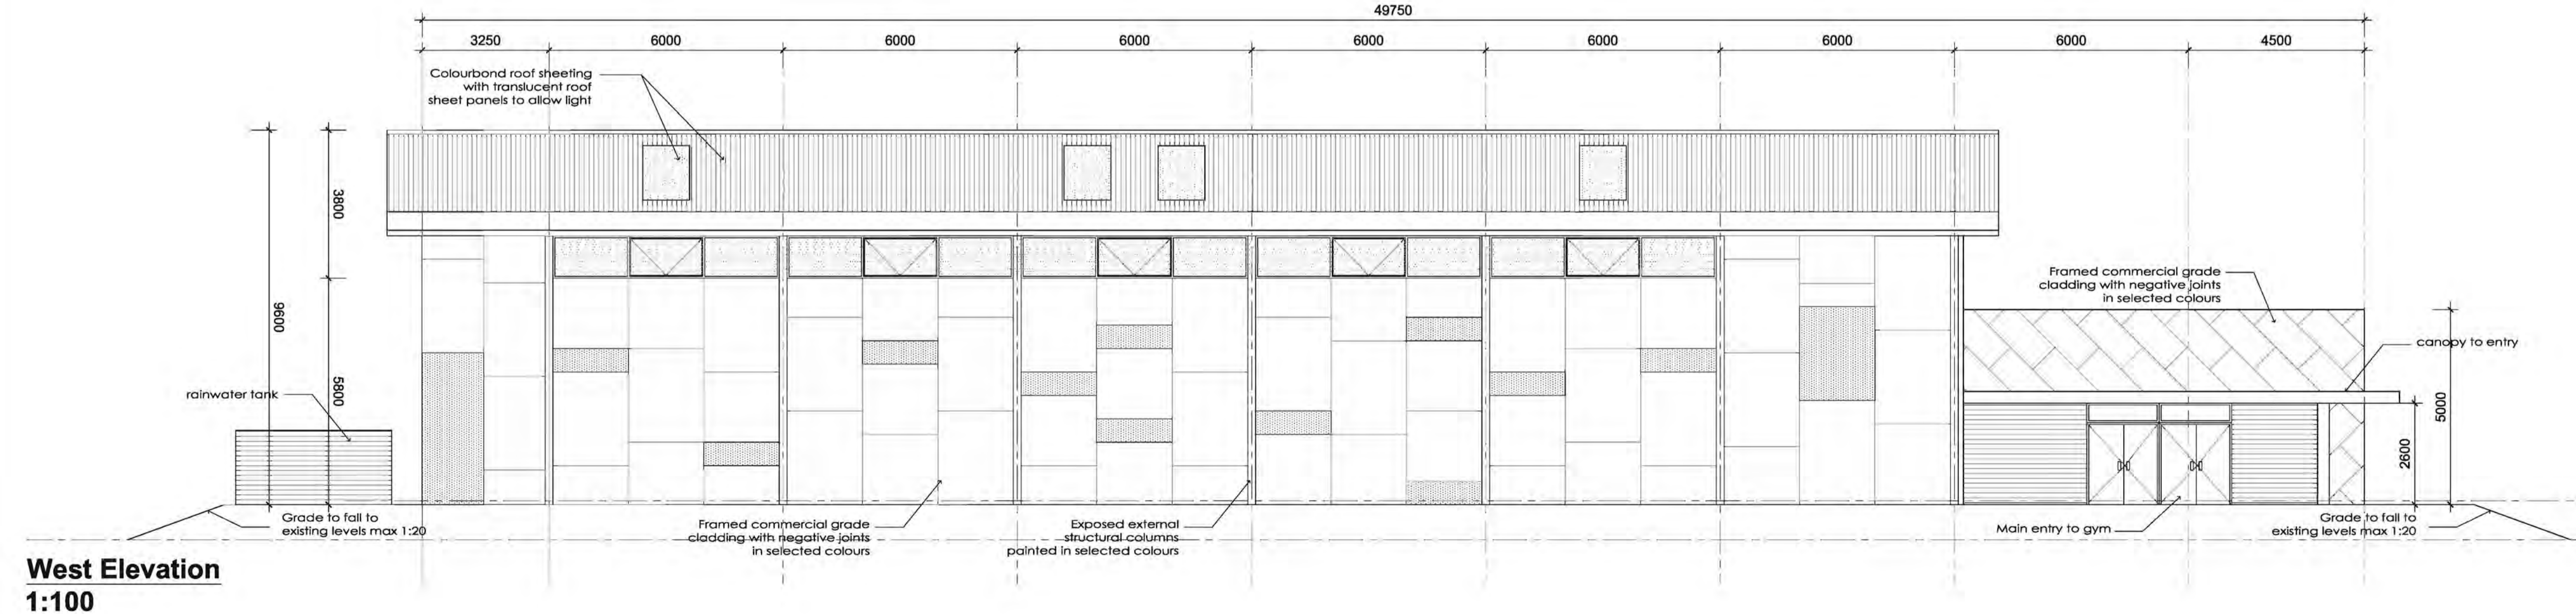 49750
3250
6000
6000
6000
6000
6000
6000
6000
4500
Colourbond roof sheeting
with translucent roof
sheet panels to allow light
9600
3800
5800
rainwater tank
Grade to fall to
existing levels max 1:20
Framed commercial grade
cladding with negative joints
in selected colours
Exposed external
structural columns
painted in selected colours
Framed commercial grade
cladding with negative joints
in selected colours
canopy to entry
5000
2600
Main entry to gym
Grade to fall to
existing levels max 1:20
West Elevation
1:100